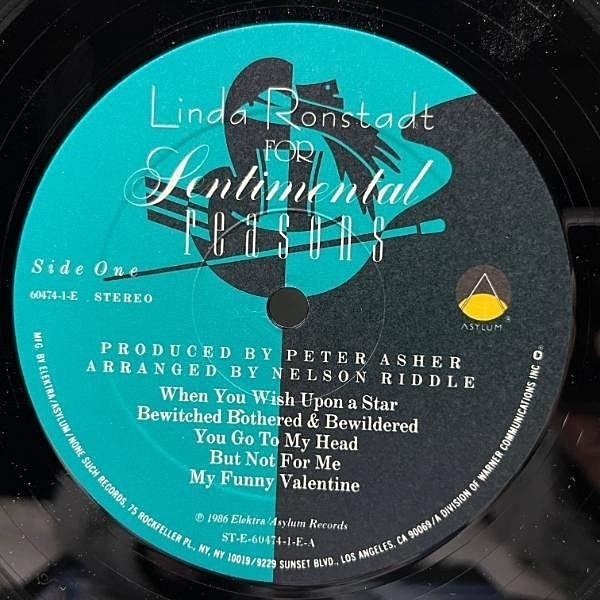 Linda Ronstadt
FOR
Sentimental
reasons
Side One
60474-1-E STEREO
ASYLUM ®
PRODUCED BY PETER ASHER
ARRANGED BY NELSON RIDDLE
When You Wish Upon a Star
Bewitched Bothered & Bewildered
You Go To My Head
But Not For Me
My Funny Valentine
℗ 1986 Elektra/Asylum Records
ST-E-60474-1-E-A
MFG. BY ELEKTRA/ASYLUM/NONE SUCH RECORDS, 75 ROCKFELLER PL., NY, NY 10019/9229 SUNSET BLVD., LOS ANGELES, CA 90069/A DIVISION OF WARNER COMMUNICATIONS INC